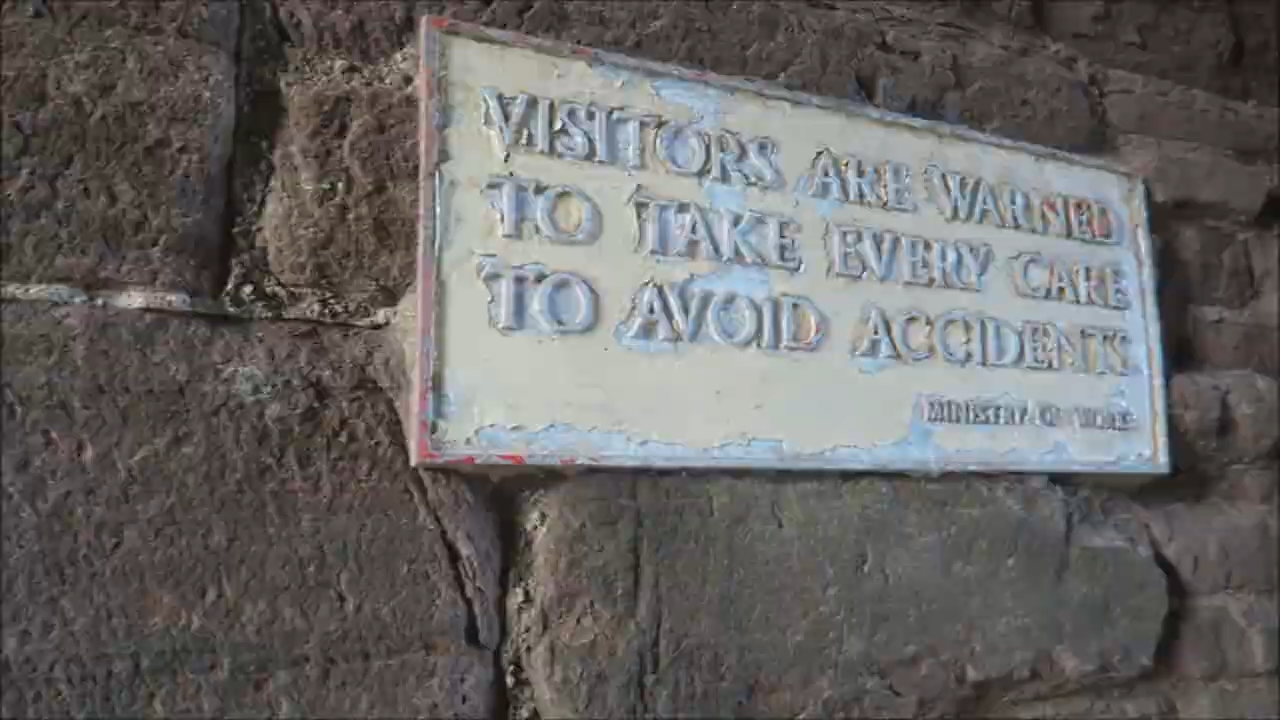 VISITORS ARE WARNED
TO TAKE EVERY CARE
TO AVOID ACCIDENTS
MINISTRY OF WORKS